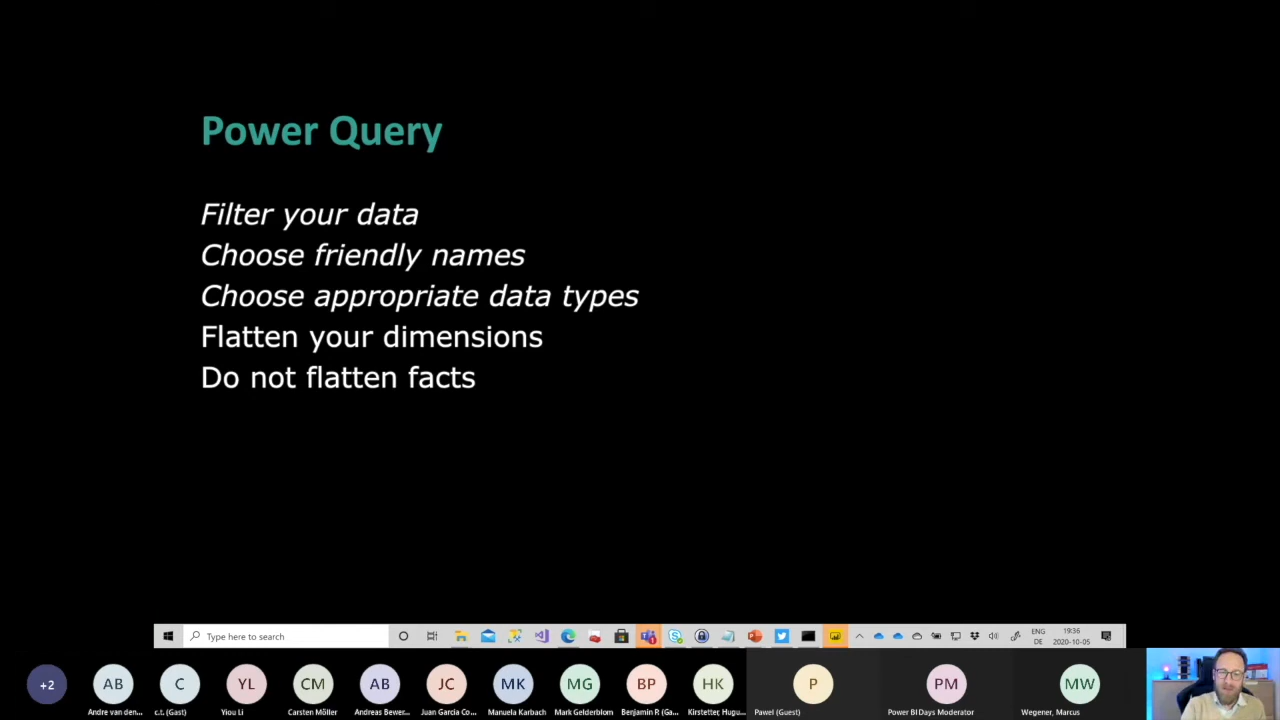 Power Query
Filter your data
Choose friendly names
Choose appropriate data types
Flatten your dimensions
Do not flatten facts
Type here to search
ENG
DE
19:36
2020-10-05
+2
AB
C
YL
CM
AB
JC
MK
MG
BP
HK
P
PM
MW
Andre van den...
c.t. (Gast)
Yiou Li
Carsten Möller
Andreas Bewer...
Juan Garcia Co...
Manuela Karbach
Mark Gelderblom
Benjamin R (Ga...
Kirstetter, Hugu...
Pawel (Guest)
Power BI Days Moderator
Wegener, Marcus